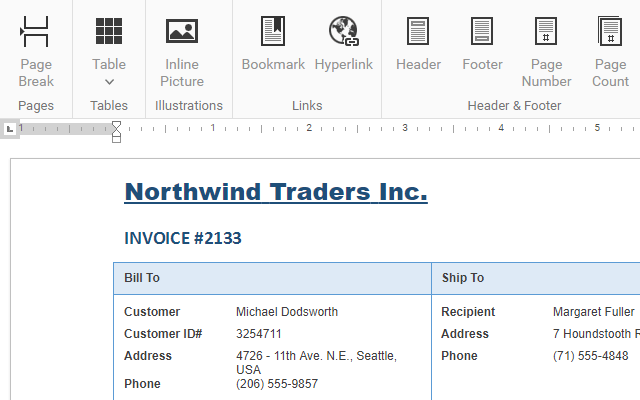 Page Break
Table
Inline Picture
Bookmark
Hyperlink
Header
Footer
Page Number
Page Count
Pages
Tables
Illustrations
Links
Header & Footer
L 1 1 2 3 4 5
Northwind Traders Inc.
INVOICE #2133
Bill To Ship To
Customer Michael Dodsworth Recipient Margaret Fuller
Customer ID# 3254711 Address 7 Houndstooth
Address 4726 - 11th Ave. N.E., Seattle, Phone (71) 555-4848
USA
Phone (206) 555-9857